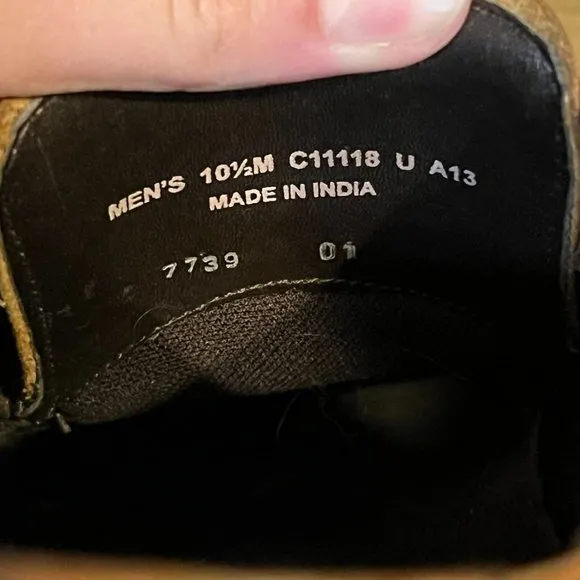 MEN'S 10½M C11118 U A13
MADE IN INDIA
7739 01